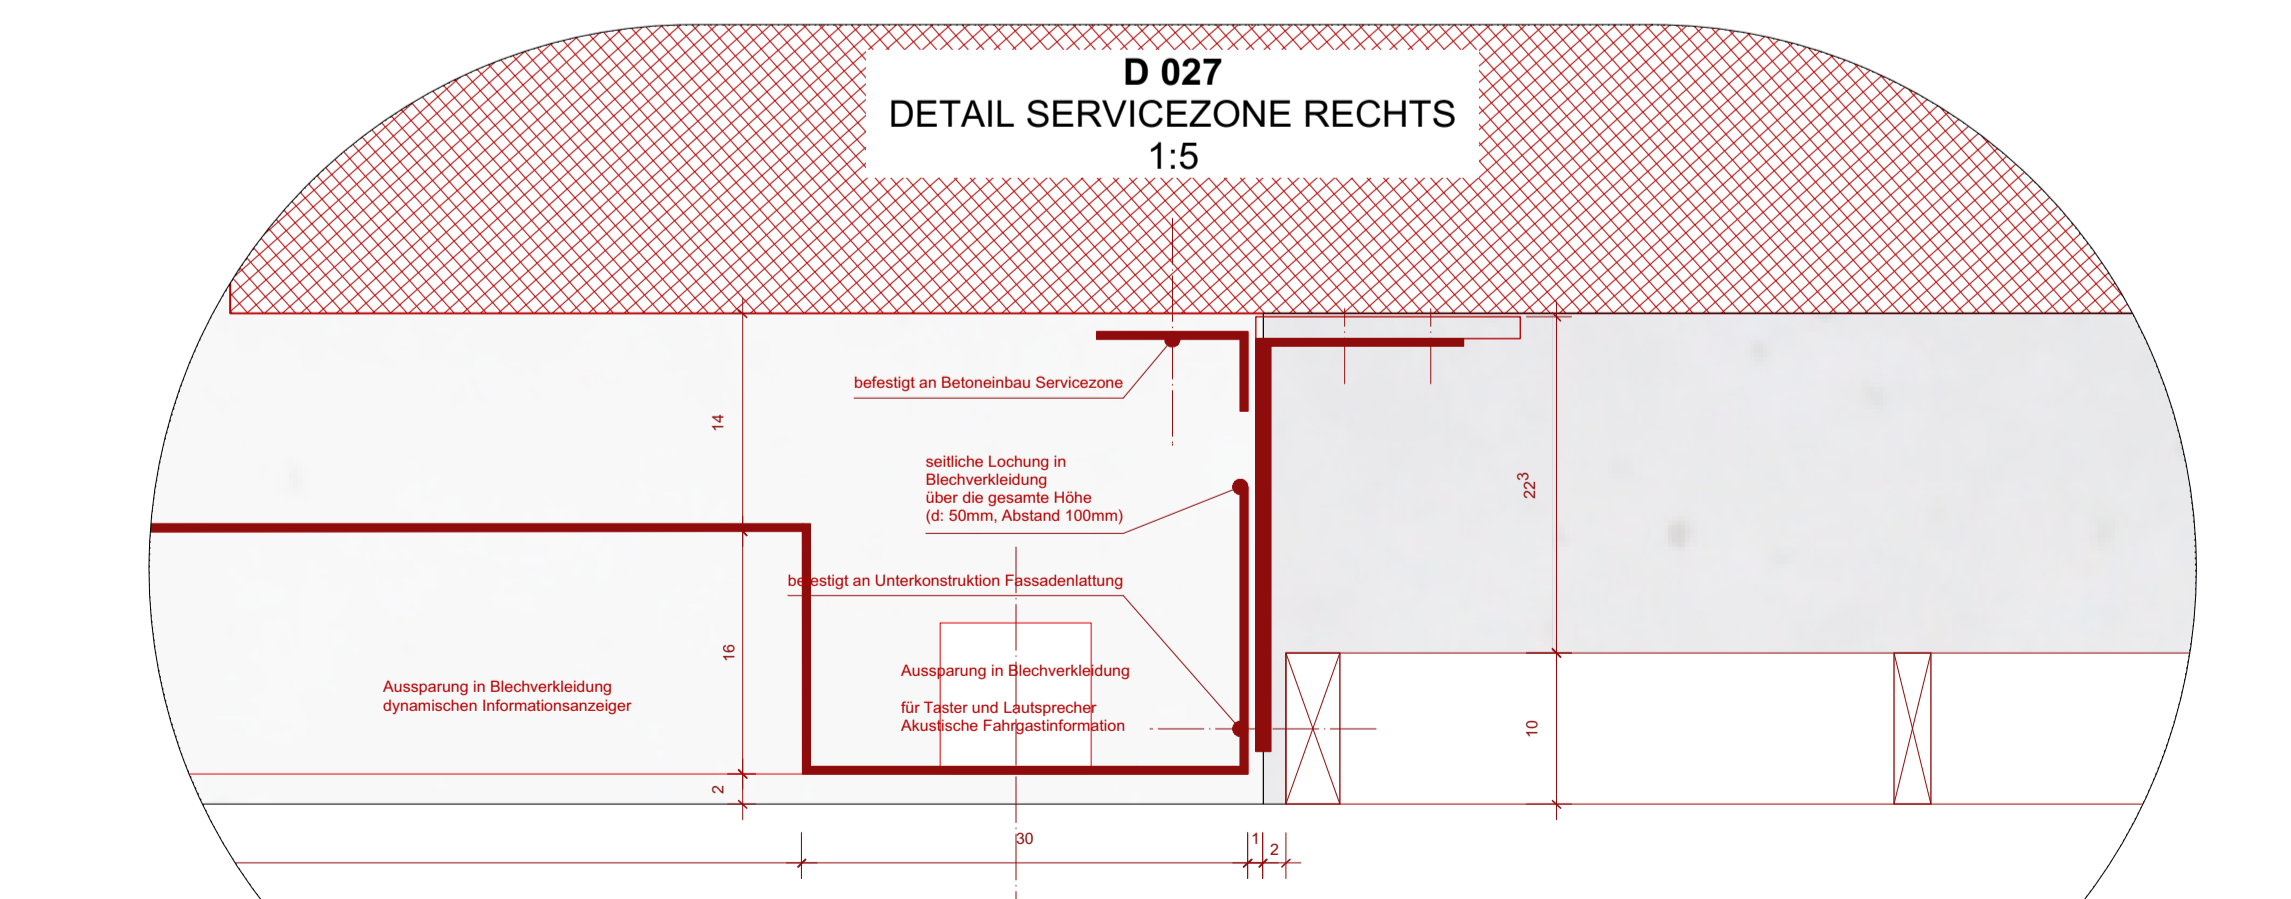 D 027
DETAIL SERVICEZONE RECHTS
1:5
befestigt an Betoneinbau Servicezone
14
seitliche Lochung in
Blechverkleidung
über die gesamte Höhe
(d: 50mm, Abstand 100mm)
22³
befestigt an Unterkonstruktion Fassadenlattung
16
Aussparung in Blechverkleidung
dynamischen Informationsanzeiger
Aussparung in Blechverkleidung
für Taster und Lautsprecher
Akustische Fahrgastinformation
10
2
30
1
2